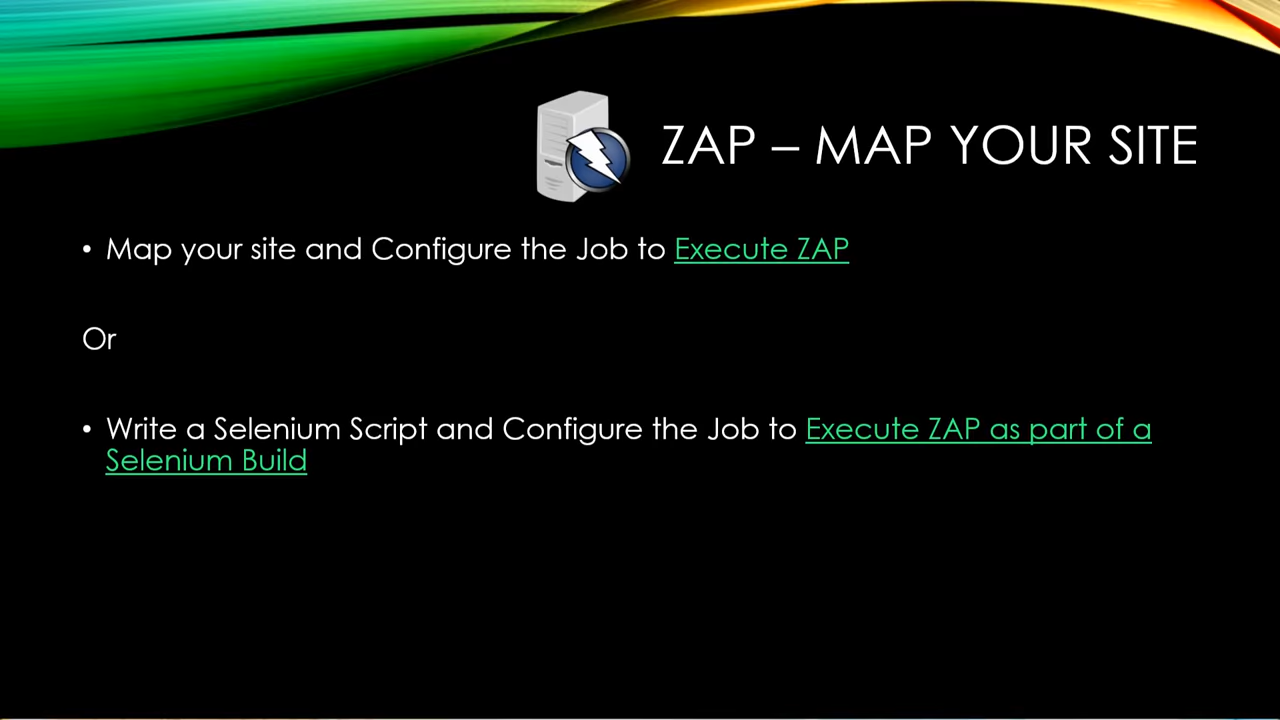 ZAP – MAP YOUR SITE
• Map your site and Configure the Job to Execute ZAP
Or
• Write a Selenium Script and Configure the Job to Execute ZAP as part of a
Selenium Build